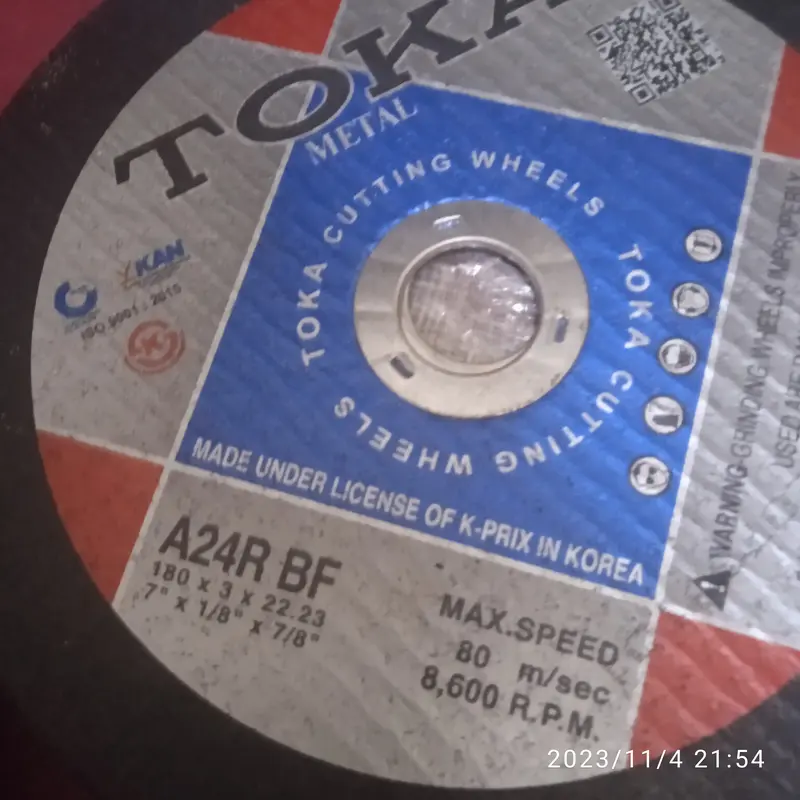 TOKA
METAL
TOKA CUTTING WHEELS
TOKA CUTTING WHEELS
KAN
ISO 9001 : 2015
MADE UNDER LICENSE OF K-PRIX IN KOREA
A24R BF
180 x 3 x 22.23
7" x 1/8" x 7/8"
MAX.SPEED
80 m/sec
8,600 R.P.M.
WARNING GRINDING WHEELS IMPROPERLY
USED ARE
2023/11/4 21:54